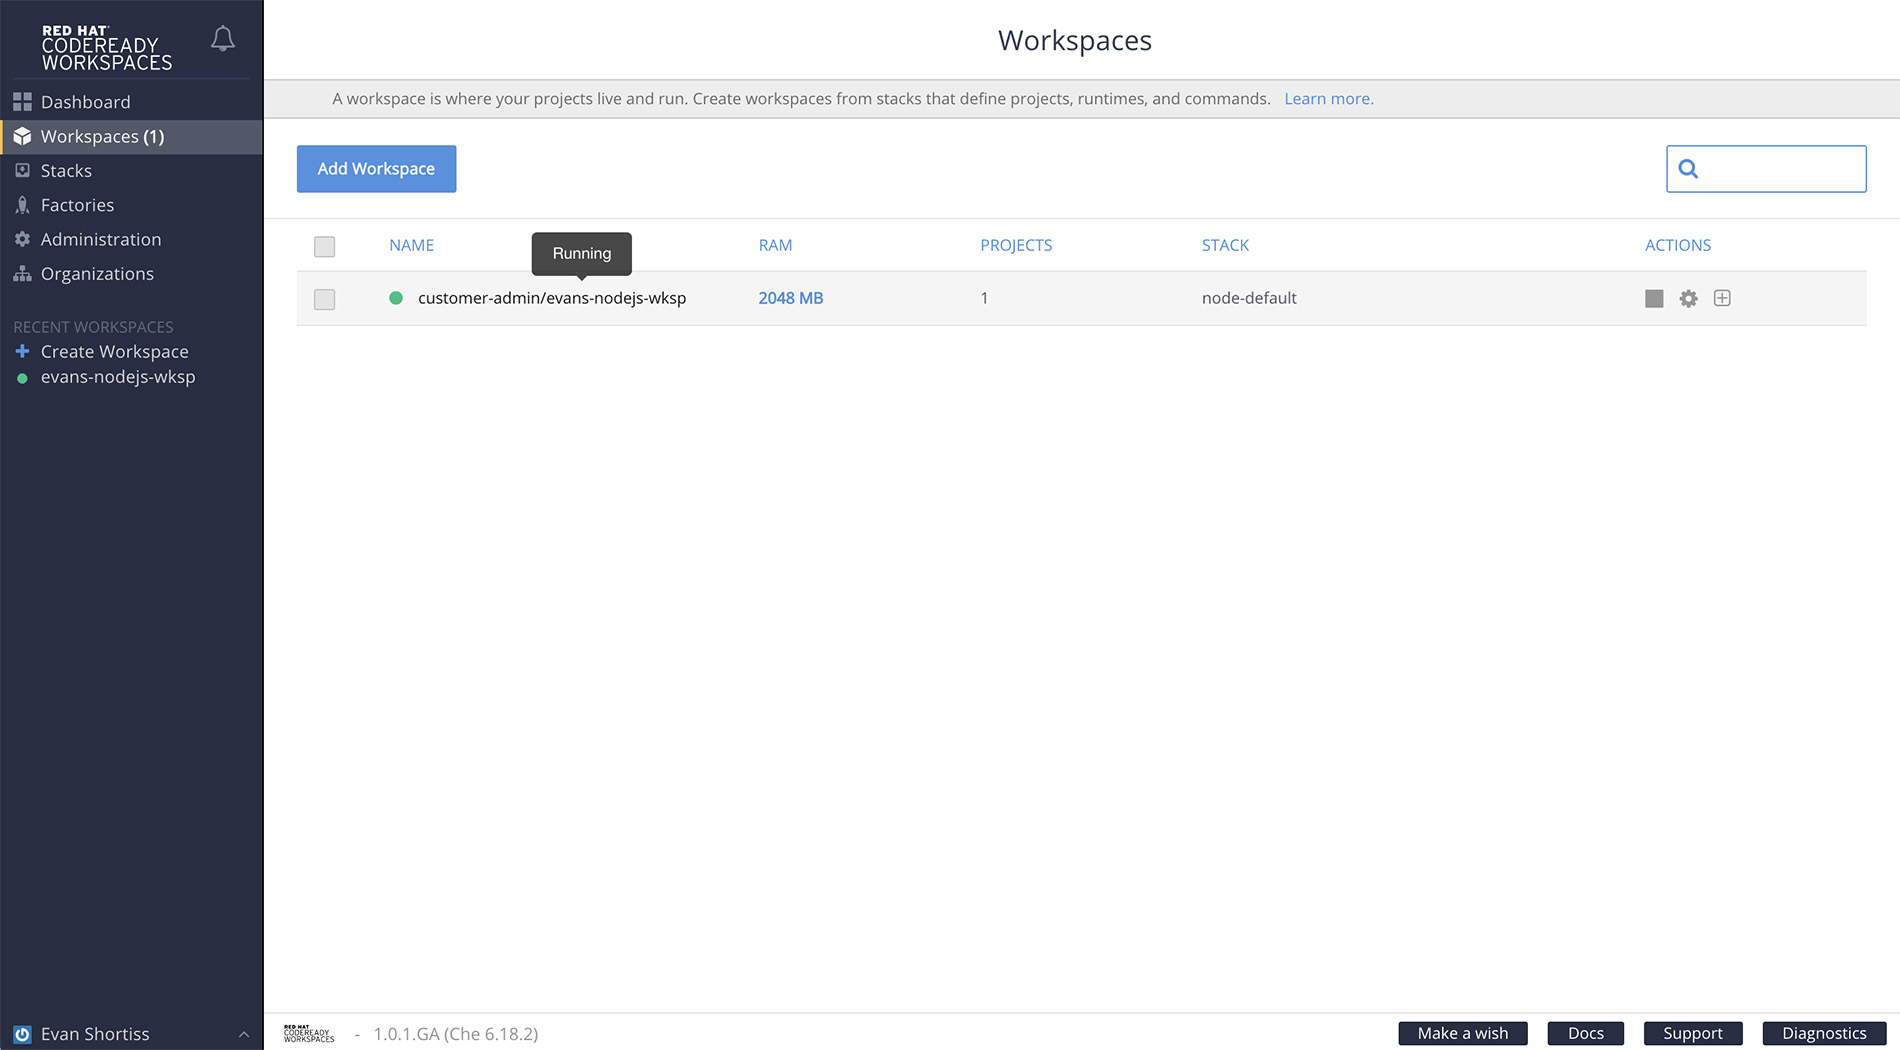 RED HAT
CODEREADY
WORKSPACES
Dashboard
Workspaces (1)
Stacks
Factories
Administration
Organizations
RECENT WORKSPACES
Create Workspace
evans-nodejs-wksp
Evan Shortiss
Workspaces
A workspace is where your projects live and run. Create workspaces from stacks that define projects, runtimes, and commands. Learn more.
Add Workspace
NAME RAM PROJECTS STACK ACTIONS
Running
customer-admin/evans-nodejs-wksp 2048 MB 1 node-default
RED HAT
CODEREADY
WORKSPACES
- 1.0.1.GA (Che 6.18.2)
Make a wish Docs Support Diagnostics